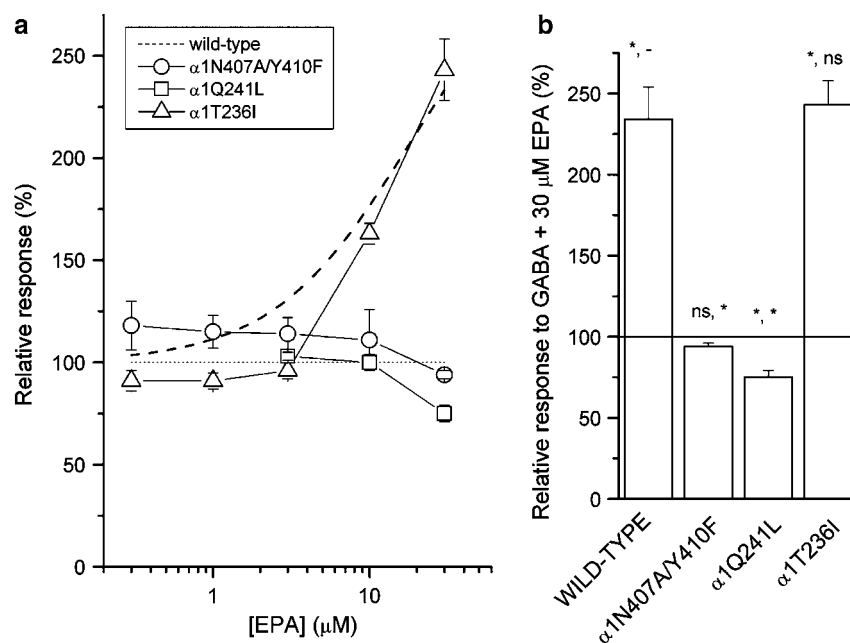 a
wild-type
α1N407A/Y410F
α1Q241L
α1T236I
250
200
150
100
50
0
Relative response (%)
1
10
[EPA] (μM)
b
*, -
*, ns
ns, *
*, *
250
200
150
100
50
0
Relative response to GABA + 30 μM EPA (%)
WILD-TYPE
α1N407A/Y410F
α1Q241L
α1T236I